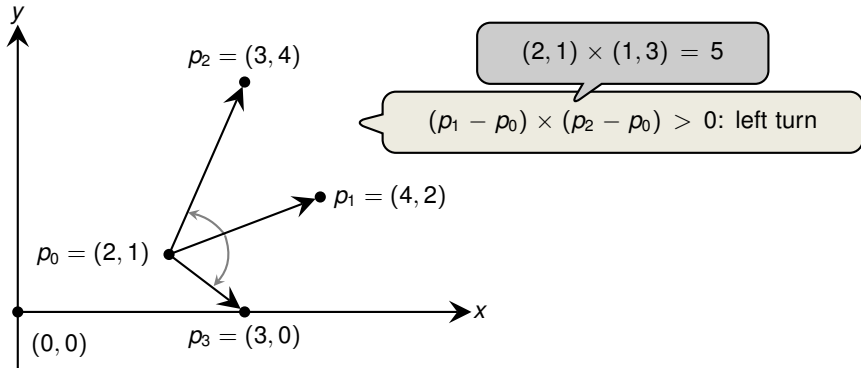 y
p₂ = (3, 4)
(2, 1) × (1, 3) = 5
(p₁ − p₀) × (p₂ − p₀) > 0: left turn
p₁ = (4, 2)
p₀ = (2, 1)
x
(0, 0)
p₃ = (3, 0)